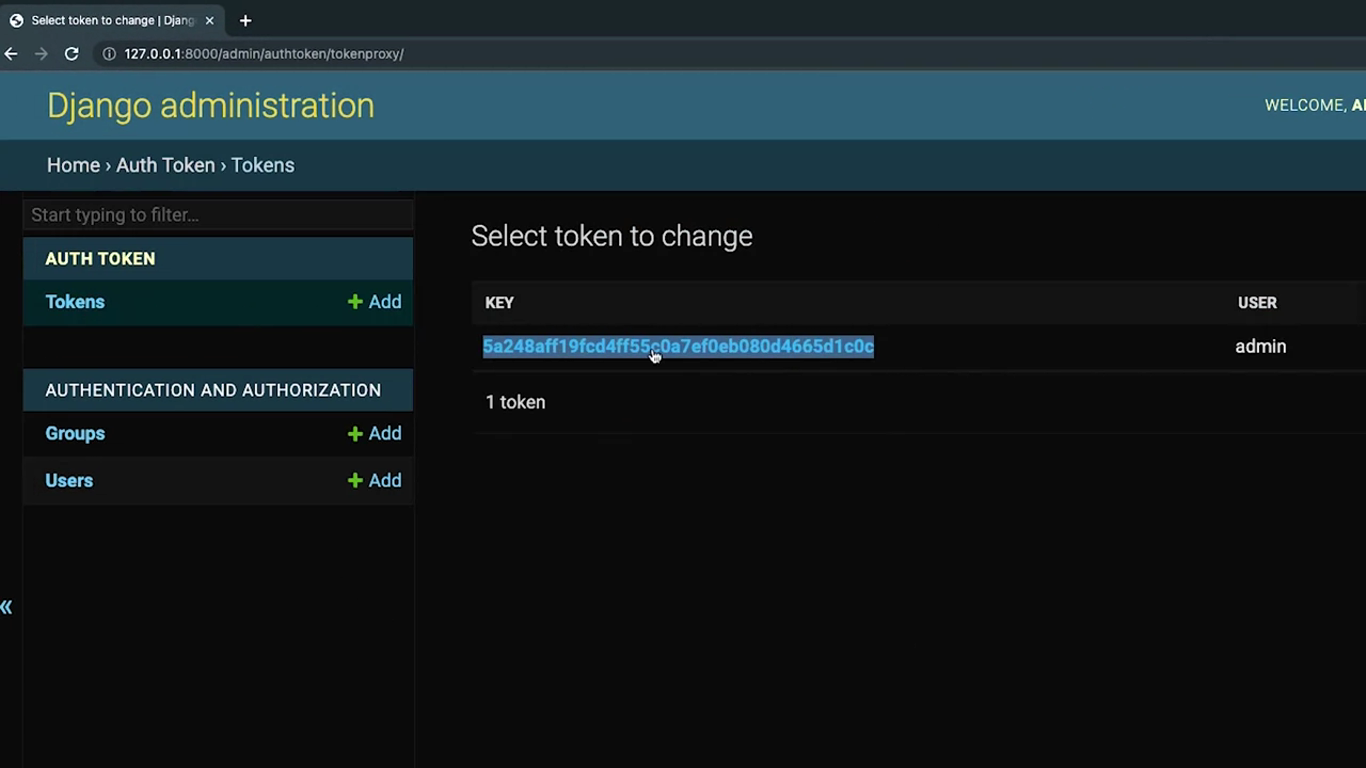 Select token to change | Djang
127.0.0.1:8000/admin/authtoken/tokenproxy/
Django administration
WELCOME,
Home › Auth Token › Tokens
Start typing to filter...
AUTH TOKEN
Tokens + Add
AUTHENTICATION AND AUTHORIZATION
Groups + Add
Users + Add
«
Select token to change
KEY USER
5a248aff19fcd4ff55c0a7ef0eb080d4665d1c0c admin
1 token